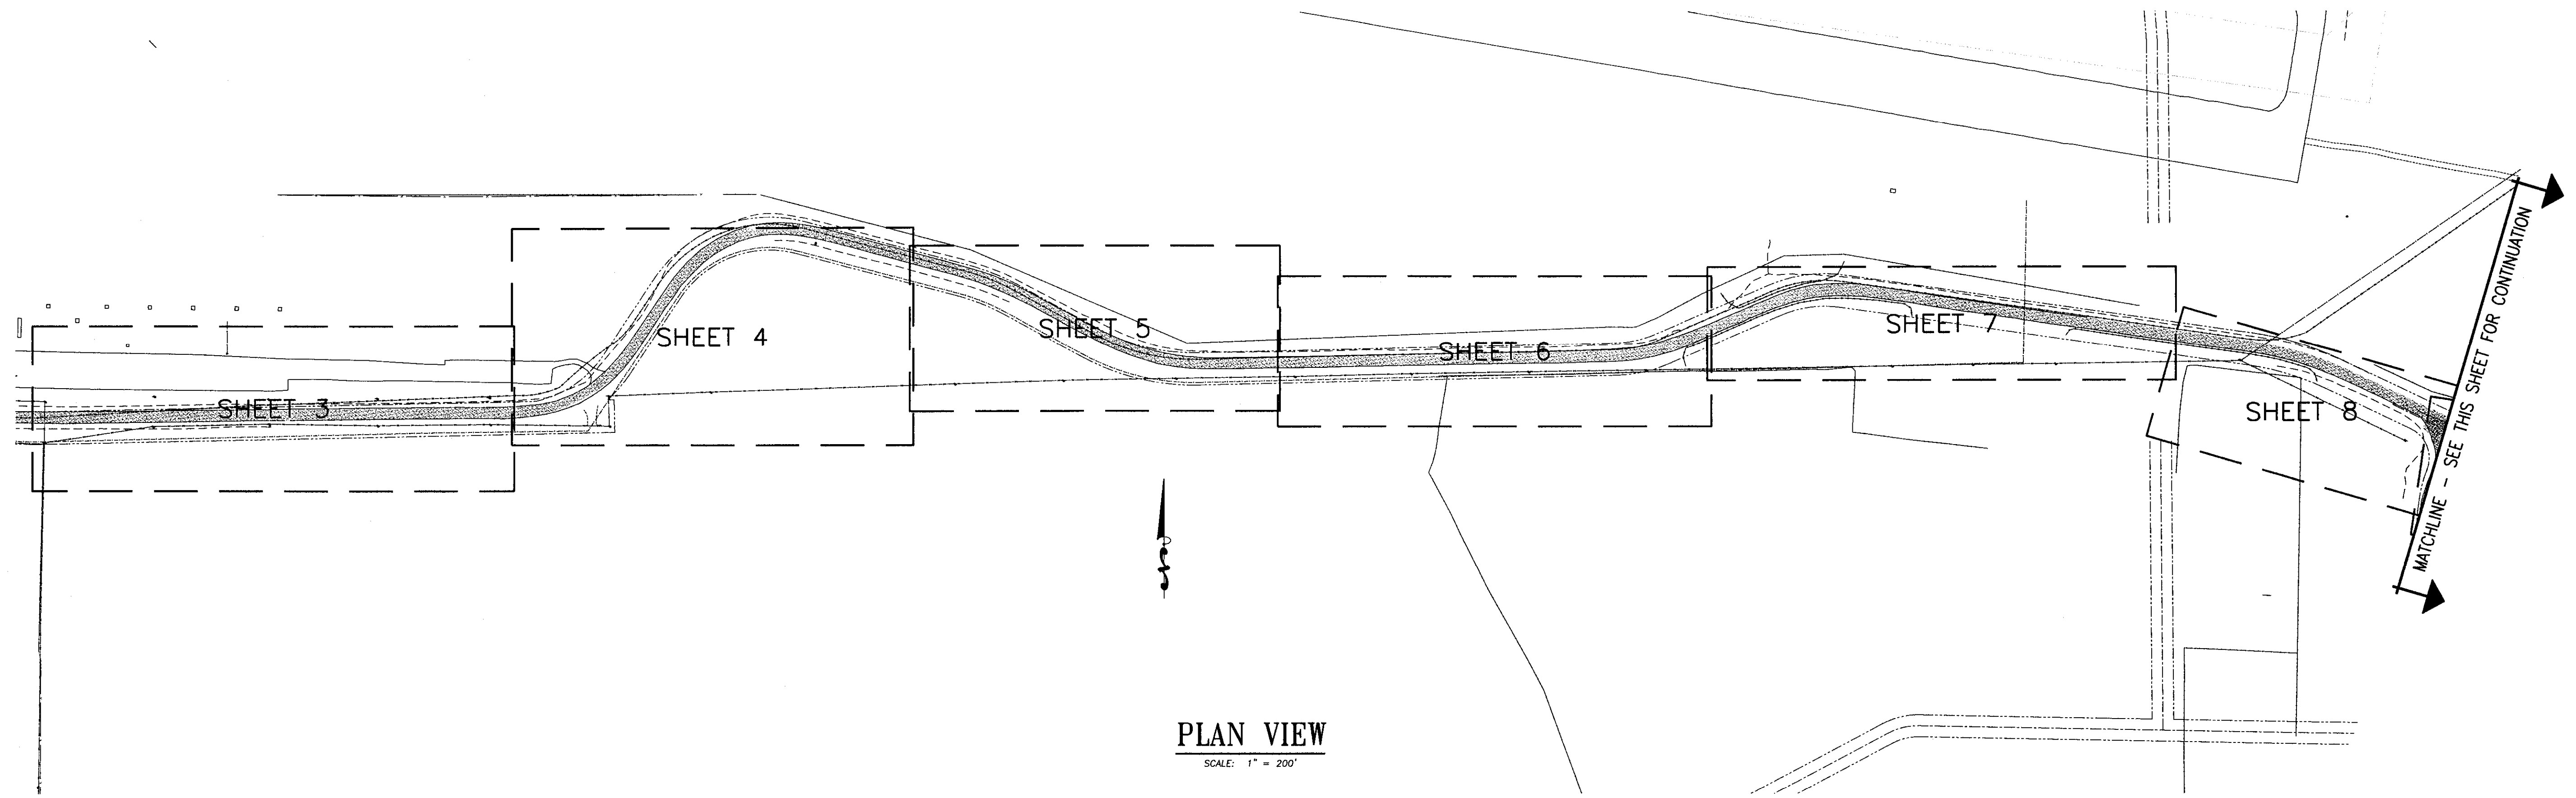 SHEET 3
SHEET 4
SHEET 5
SHEET 6
SHEET 7
SHEET 8
MATCHLINE - SEE THIS SHEET FOR CONTINUATION
PLAN VIEW
SCALE: 1" = 200'